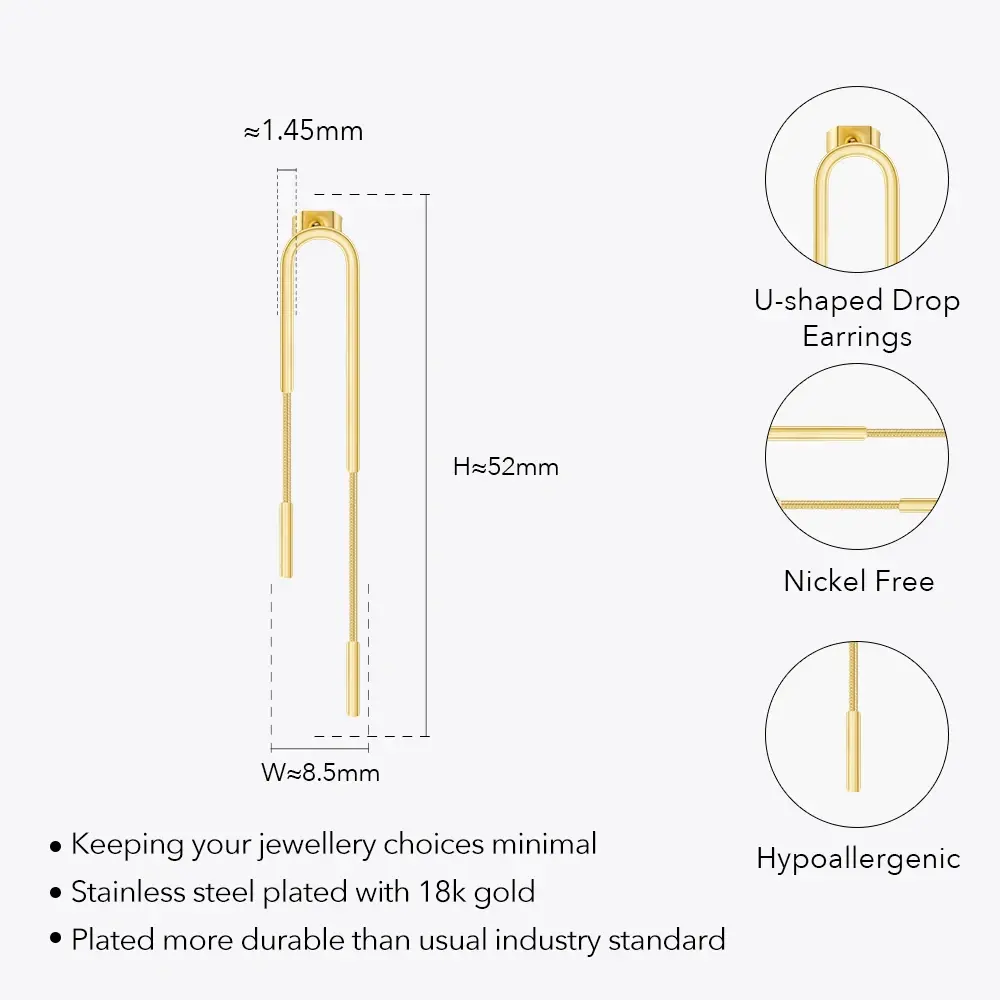 ≈1.45mm
H≈52mm
W≈8.5mm
U-shaped Drop
Earrings
Nickel Free
Hypoallergenic
• Keeping your jewellery choices minimal
• Stainless steel plated with 18k gold
• Plated more durable than usual industry standard